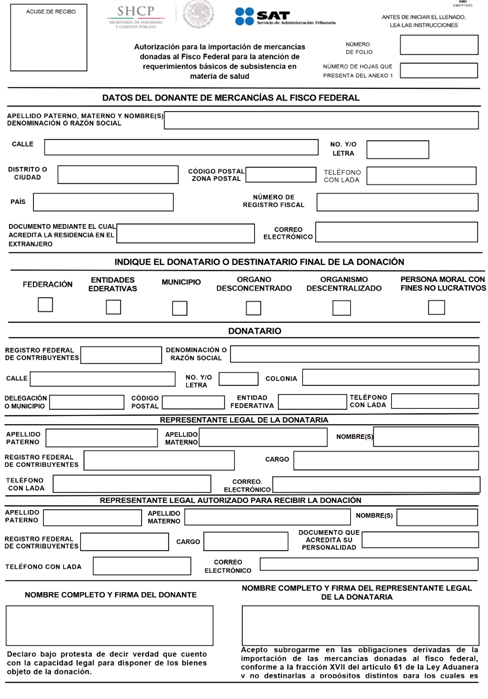 ACUSE DE RECIBO
SHCP
SECRETARÍA DE HACIENDA
Y CRÉDITO PÚBLICO
SAT
Servicio de Administración Tributaria
ANTES DE INICIAR EL LLENADO,
LEA LAS INSTRUCCIONES
Autorización para la importación de mercancías
donadas al Fisco Federal para la atención de
requerimientos básicos de subsistencia en
materia de salud
NÚMERO
DE FOLIO
NÚMERO DE HOJAS QUE
PRESENTA DEL ANEXO 1
DATOS DEL DONANTE DE MERCANCÍAS AL FISCO FEDERAL
APELLIDO PATERNO, MATERNO Y NOMBRE(S)
DENOMINACIÓN O RAZÓN SOCIAL
CALLE
NO. Y/O
LETRA
DISTRITO O
CIUDAD
CÓDIGO POSTAL
ZONA POSTAL
TELÉFONO
CON LADA
PAÍS
NÚMERO DE
REGISTRO FISCAL
DOCUMENTO MEDIANTE EL CUAL
ACREDITA LA RESIDENCIA EN EL
EXTRANJERO
CORREO
ELECTRÓNICO
INDIQUE EL DONATARIO O DESTINATARIO FINAL DE LA DONACIÓN
FEDERACIÓN
ENTIDADES
EDERATIVAS
MUNICIPIO
ORGANO
DESCONCENTRADO
ORGANISMO
DESCENTRALIZADO
PERSONA MORAL CON
FINES NO LUCRATIVOS
DONATARIO
REGISTRO FEDERAL
DE CONTRIBUYENTES
DENOMINACIÓN O
RAZÓN SOCIAL
CALLE
NO. Y/O
LETRA
COLONIA
DELEGACIÓN
O MUNICIPIO
CÓDIGO
POSTAL
ENTIDAD
FEDERATIVA
TELÉFONO
CON LADA
REPRESENTANTE LEGAL DE LA DONATARIA
APELLIDO
PATERNO
APELLIDO
MATERNO
NOMBRE(S)
REGISTRO FEDERAL
DE CONTRIBUYENTES
CARGO
TELÉFONO
CON LADA
CORREO.
ELECTRÓNICO
REPRESENTANTE LEGAL AUTORIZADO PARA RECIBIR LA DONACIÓN
APELLIDO
PATERNO
APELLIDO
MATERNO
NOMBRE(S)
REGISTRO FEDERAL
DE CONTRIBUYENTES
CARGO
DOCUMENTO QUE
ACREDITA SU
PERSONALIDAD
TELÉFONO CON LADA
CORREO
ELECTRÓNICO
NOMBRE COMPLETO Y FIRMA DEL DONANTE
NOMBRE COMPLETO Y FIRMA DEL REPRESENTANTE LEGAL
DE LA DONATARIA
Declaro bajo protesta de decir verdad que cuento
con la capacidad legal para disponer de los bienes
objeto de la donación.
Acepto subrogarme en las obligaciones derivadas de la
importación de las mercancías donadas al fisco federal,
conforme a la fracción XVII del artículo 61 de la Ley Aduanera
y no destinarlas a propósitos distintos para los cuales es